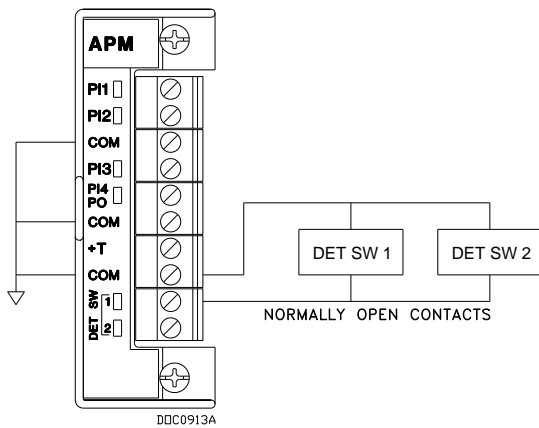 APM
PI1
PI2
COM
PI3
PI4
PO
COM
+T
COM
DET SW
1
2
DET SW 1
DET SW 2
NORMALLY OPEN CONTACTS
DOC0913A